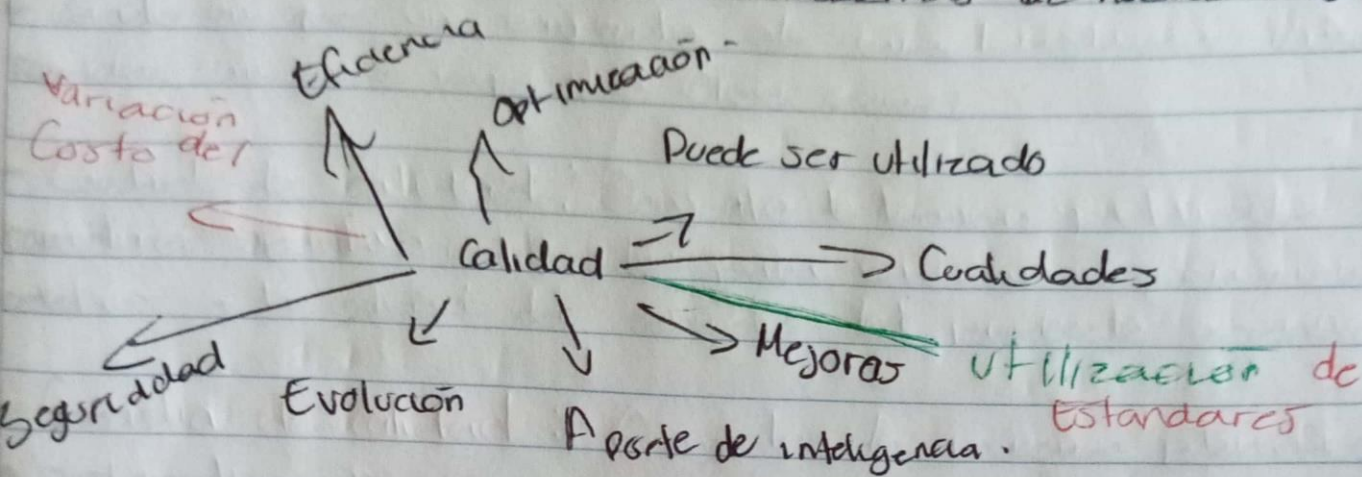 Eficiencia
Optimización
Variación
Costo del
Puede ser utilizado
Calidad
Cualidades
Mejoras
Utilización de
Estandares
Seguridad
Evolución
Aporte de inteligencia.